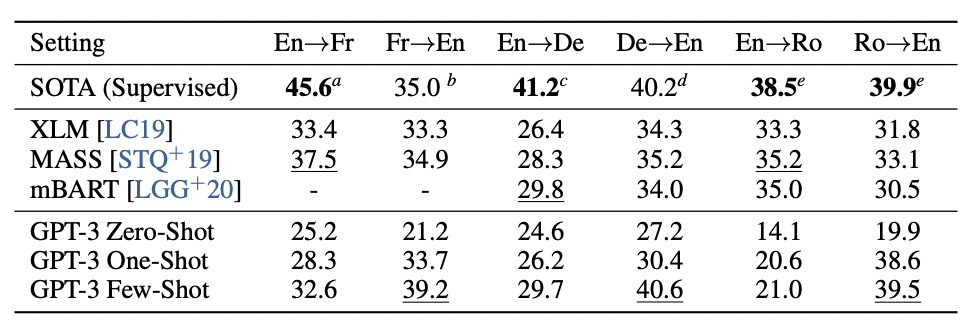 Setting En→Fr Fr→En En→De De→En En→Ro Ro→En
SOTA (Supervised) 45.6a 35.0 b 41.2c 40.2d 38.5e 39.9e
XLM [LC19] 33.4 33.3 26.4 34.3 33.3 31.8
MASS [STQ+19] 37.5 34.9 28.3 35.2 35.2 33.1
mBART [LGG+20] - - 29.8 34.0 35.0 30.5
GPT-3 Zero-Shot 25.2 21.2 24.6 27.2 14.1 19.9
GPT-3 One-Shot 28.3 33.7 26.2 30.4 20.6 38.6
GPT-3 Few-Shot 32.6 39.2 29.7 40.6 21.0 39.5